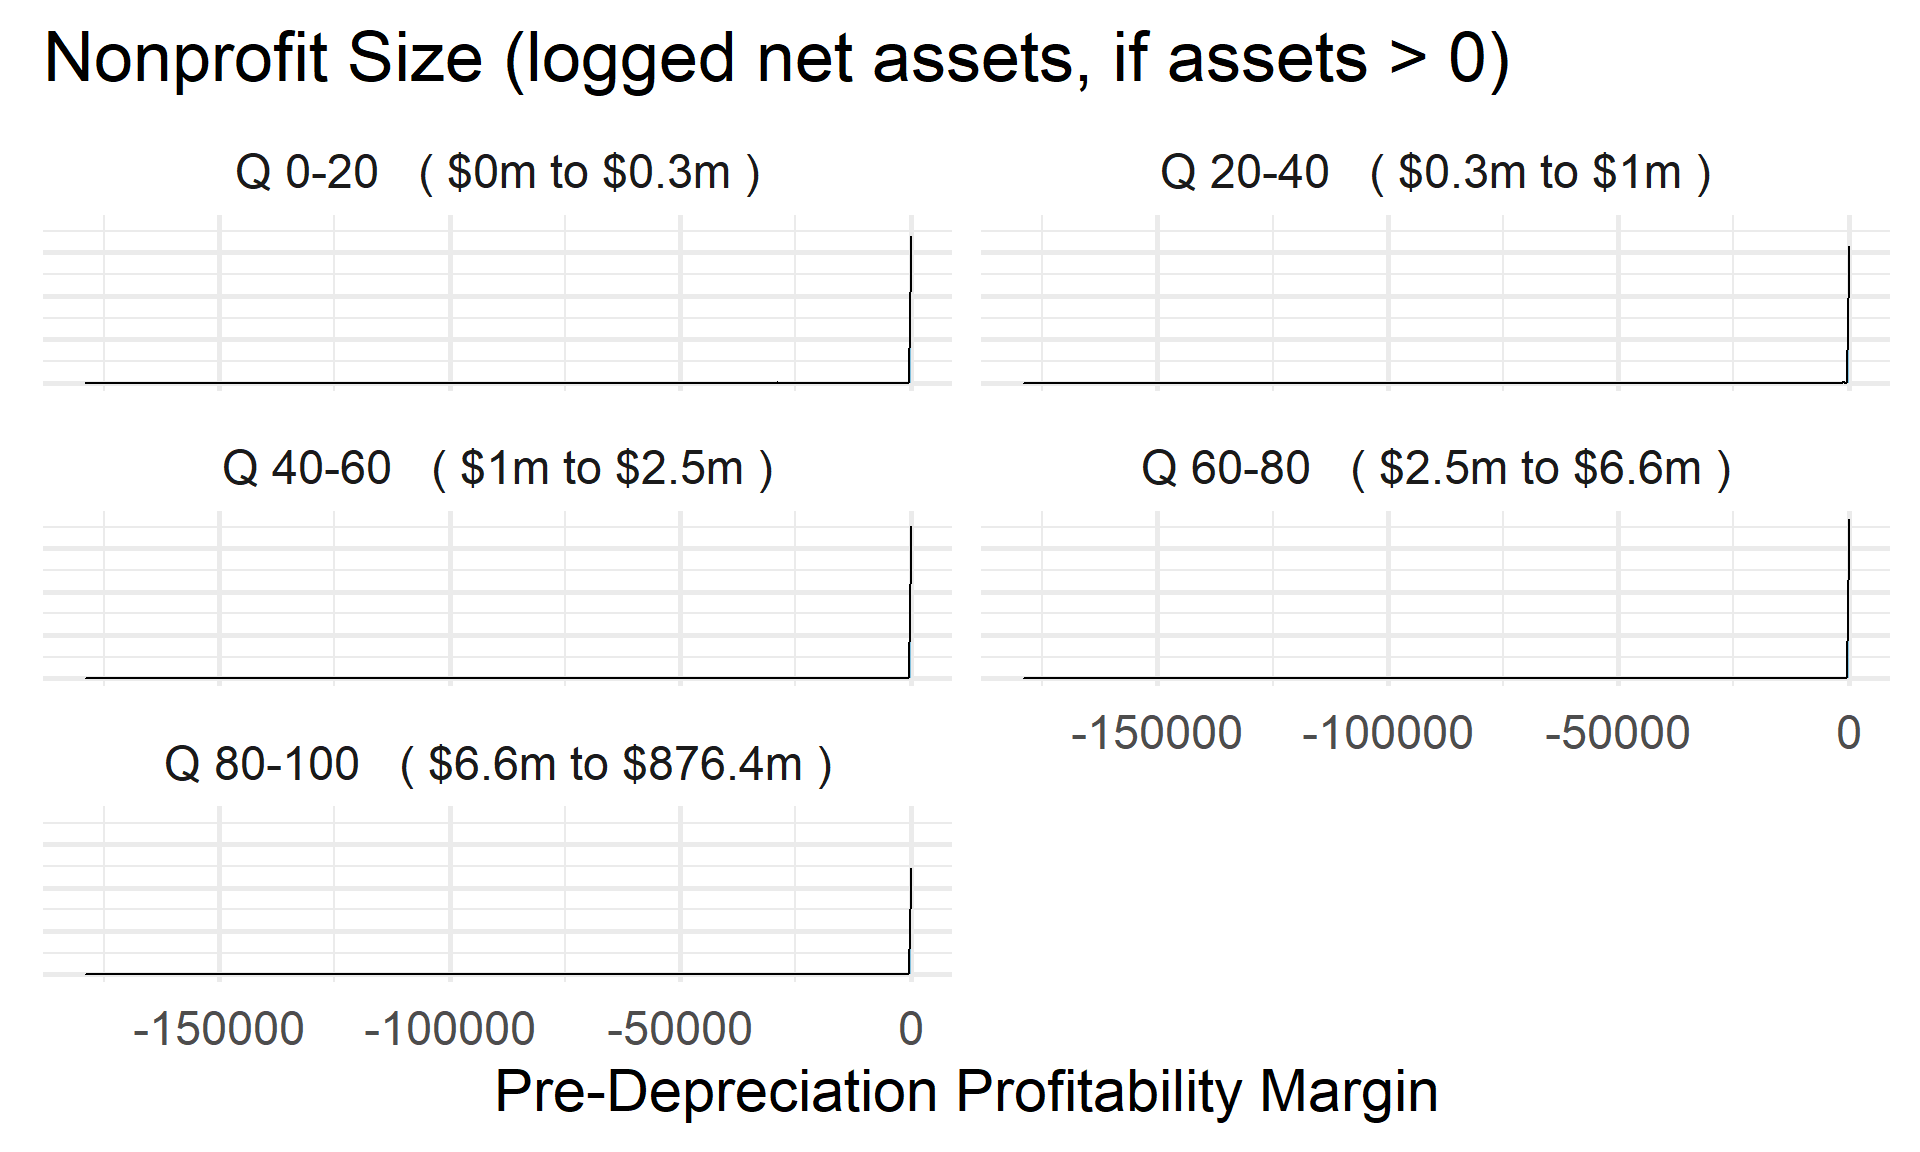 Nonprofit Size (logged net assets, if assets > 0)
Q 0-20 ( $0m to $0.3m )
Q 20-40 ( $0.3m to $1m )
Q 40-60 ( $1m to $2.5m )
Q 60-80 ( $2.5m to $6.6m )
-150000 -100000 -50000 0
Q 80-100 ( $6.6m to $876.4m )
-150000 -100000 -50000 0
Pre-Depreciation Profitability Margin